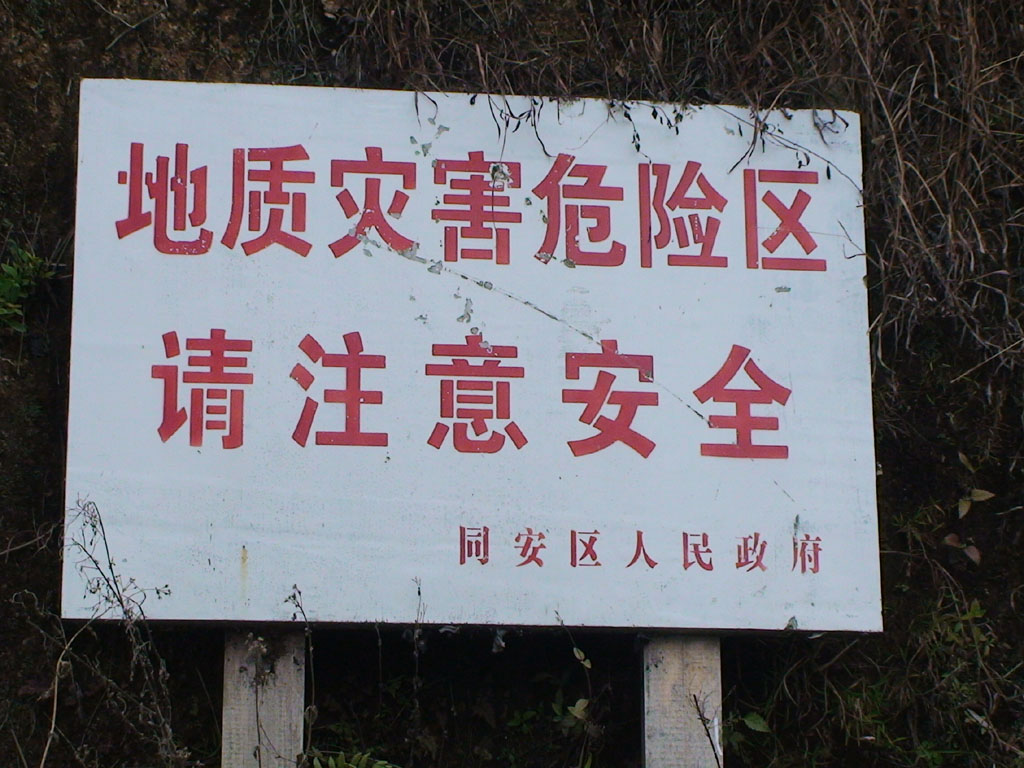 地质灾害危险区
请注意安全
同安区人民政府